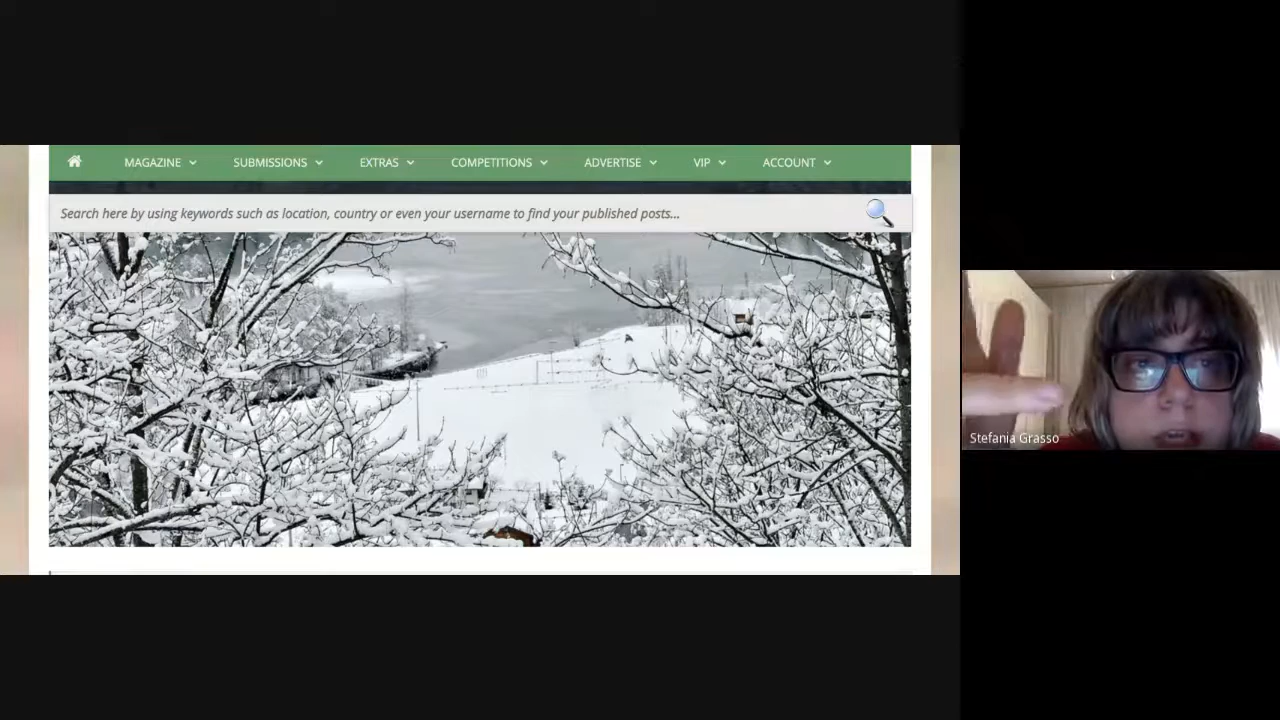 MAGAZINE SUBMISSIONS EXTRAS COMPETITIONS ADVERTISE VIP ACCOUNT
Search here by using keywords such as location, country or even your username to find your published posts...
Stefania Grasso